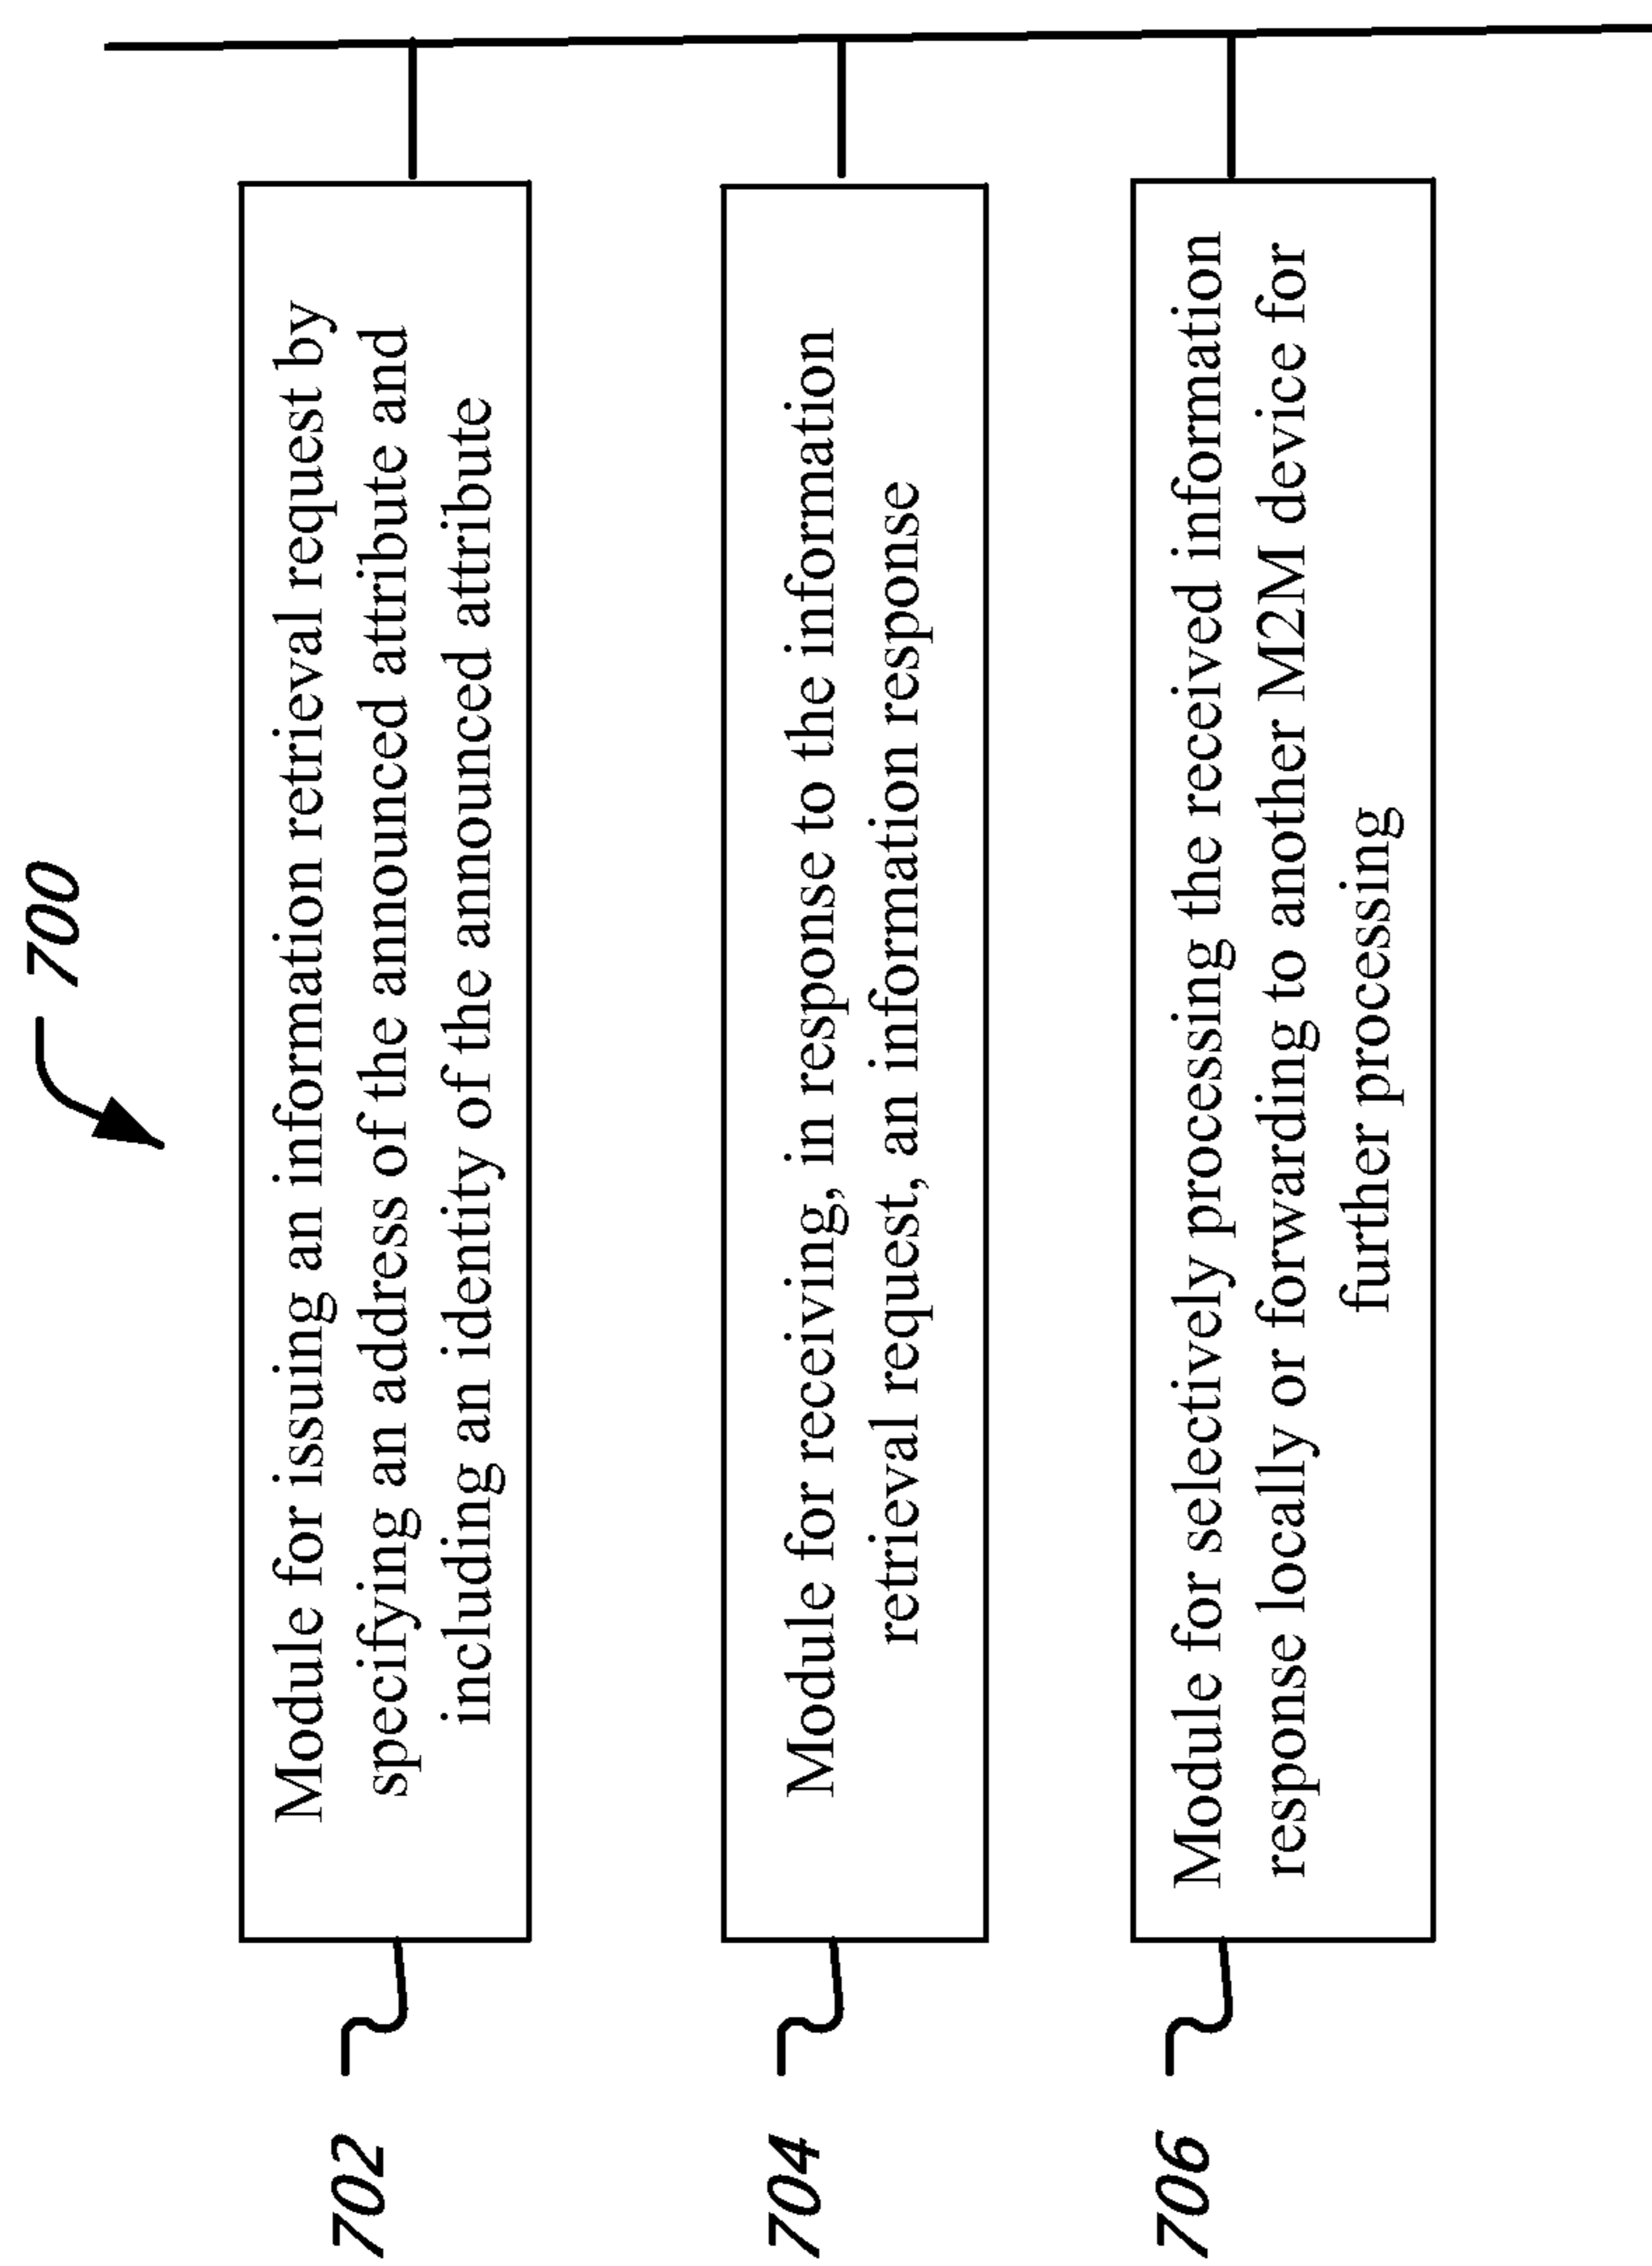 700
702
Module for issuing an information retrieval request by
specifying an address of the announced attribute and
including an identity of the announced attribute
704
Module for receiving, in response to the information
retrieval request, an information response
706
Module for selectively processing the received information
response locally or forwarding to another M2M device for
further processing